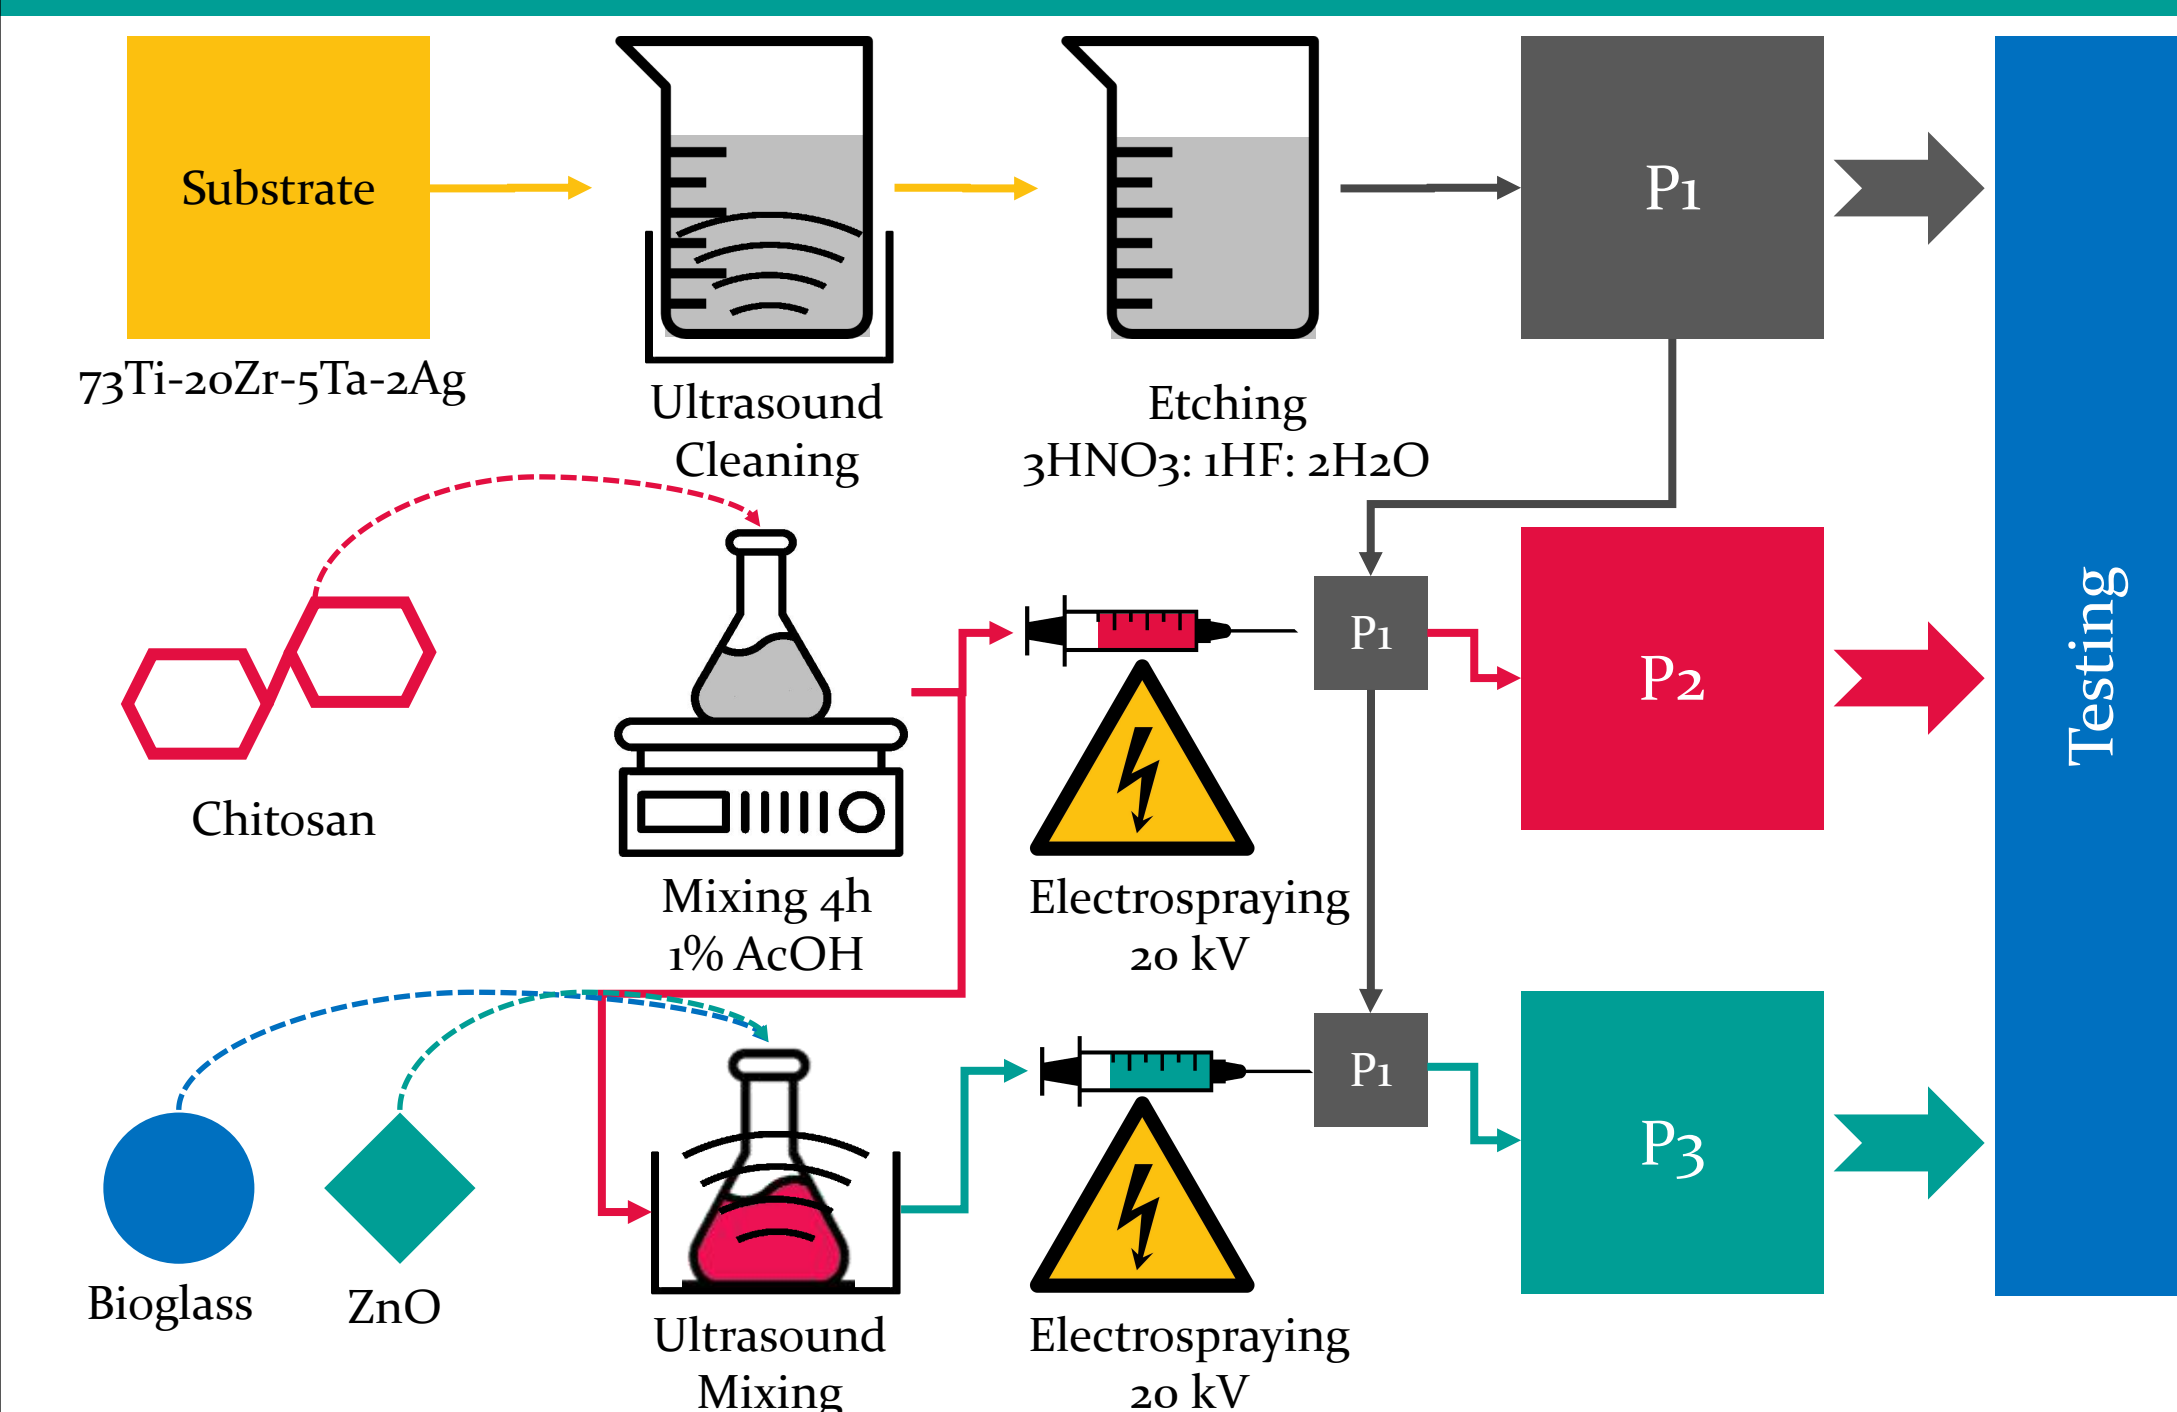 Substrate
73Ti-20Zr-5Ta-2Ag
Ultrasound
Cleaning
Etching
3HNO3: 1HF: 2H2O
P1
Chitosan
Mixing 4h
1% AcOH
Electrospraying
20 kV
P1
P2
Bioglass
ZnO
Ultrasound
Mixing
Electrospraying
20 kV
P1
P3
Testing